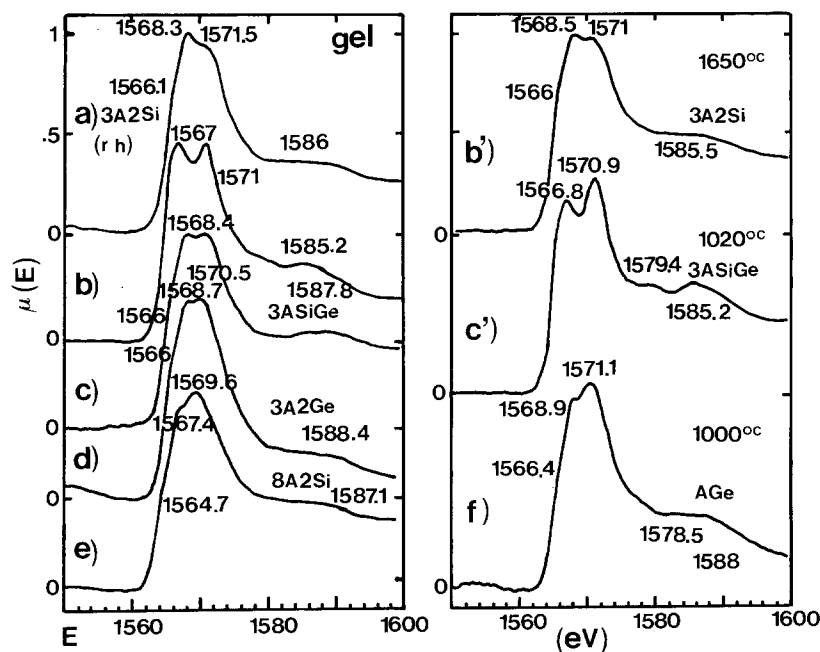 1568.3 1571.5 gel
1
1566.1
a) 3A2Si
(r h)
1567
.5
1586
1571
0
1568.4
1585.2
1570.5
1587.8
b)
1568.7
3ASiGe
1566
0
1566
1569.6
c)
3A2Ge
0
1567.4
1588.4
d)
8A2Si
0
1564.7
1587.1
e)
0
μ(E)
E 1560 1580 1600
1568.5 1571
1650oc
1566
3A2Si
b')
1585.5
1570.9
1566.8
0
1020oc
1579.4
3ASiGe
c')
1585.2
0
1571.1
1568.9
1000oc
1566.4
AGe
f)
1578.5
1588
0
1560 1580 1600
(eV)